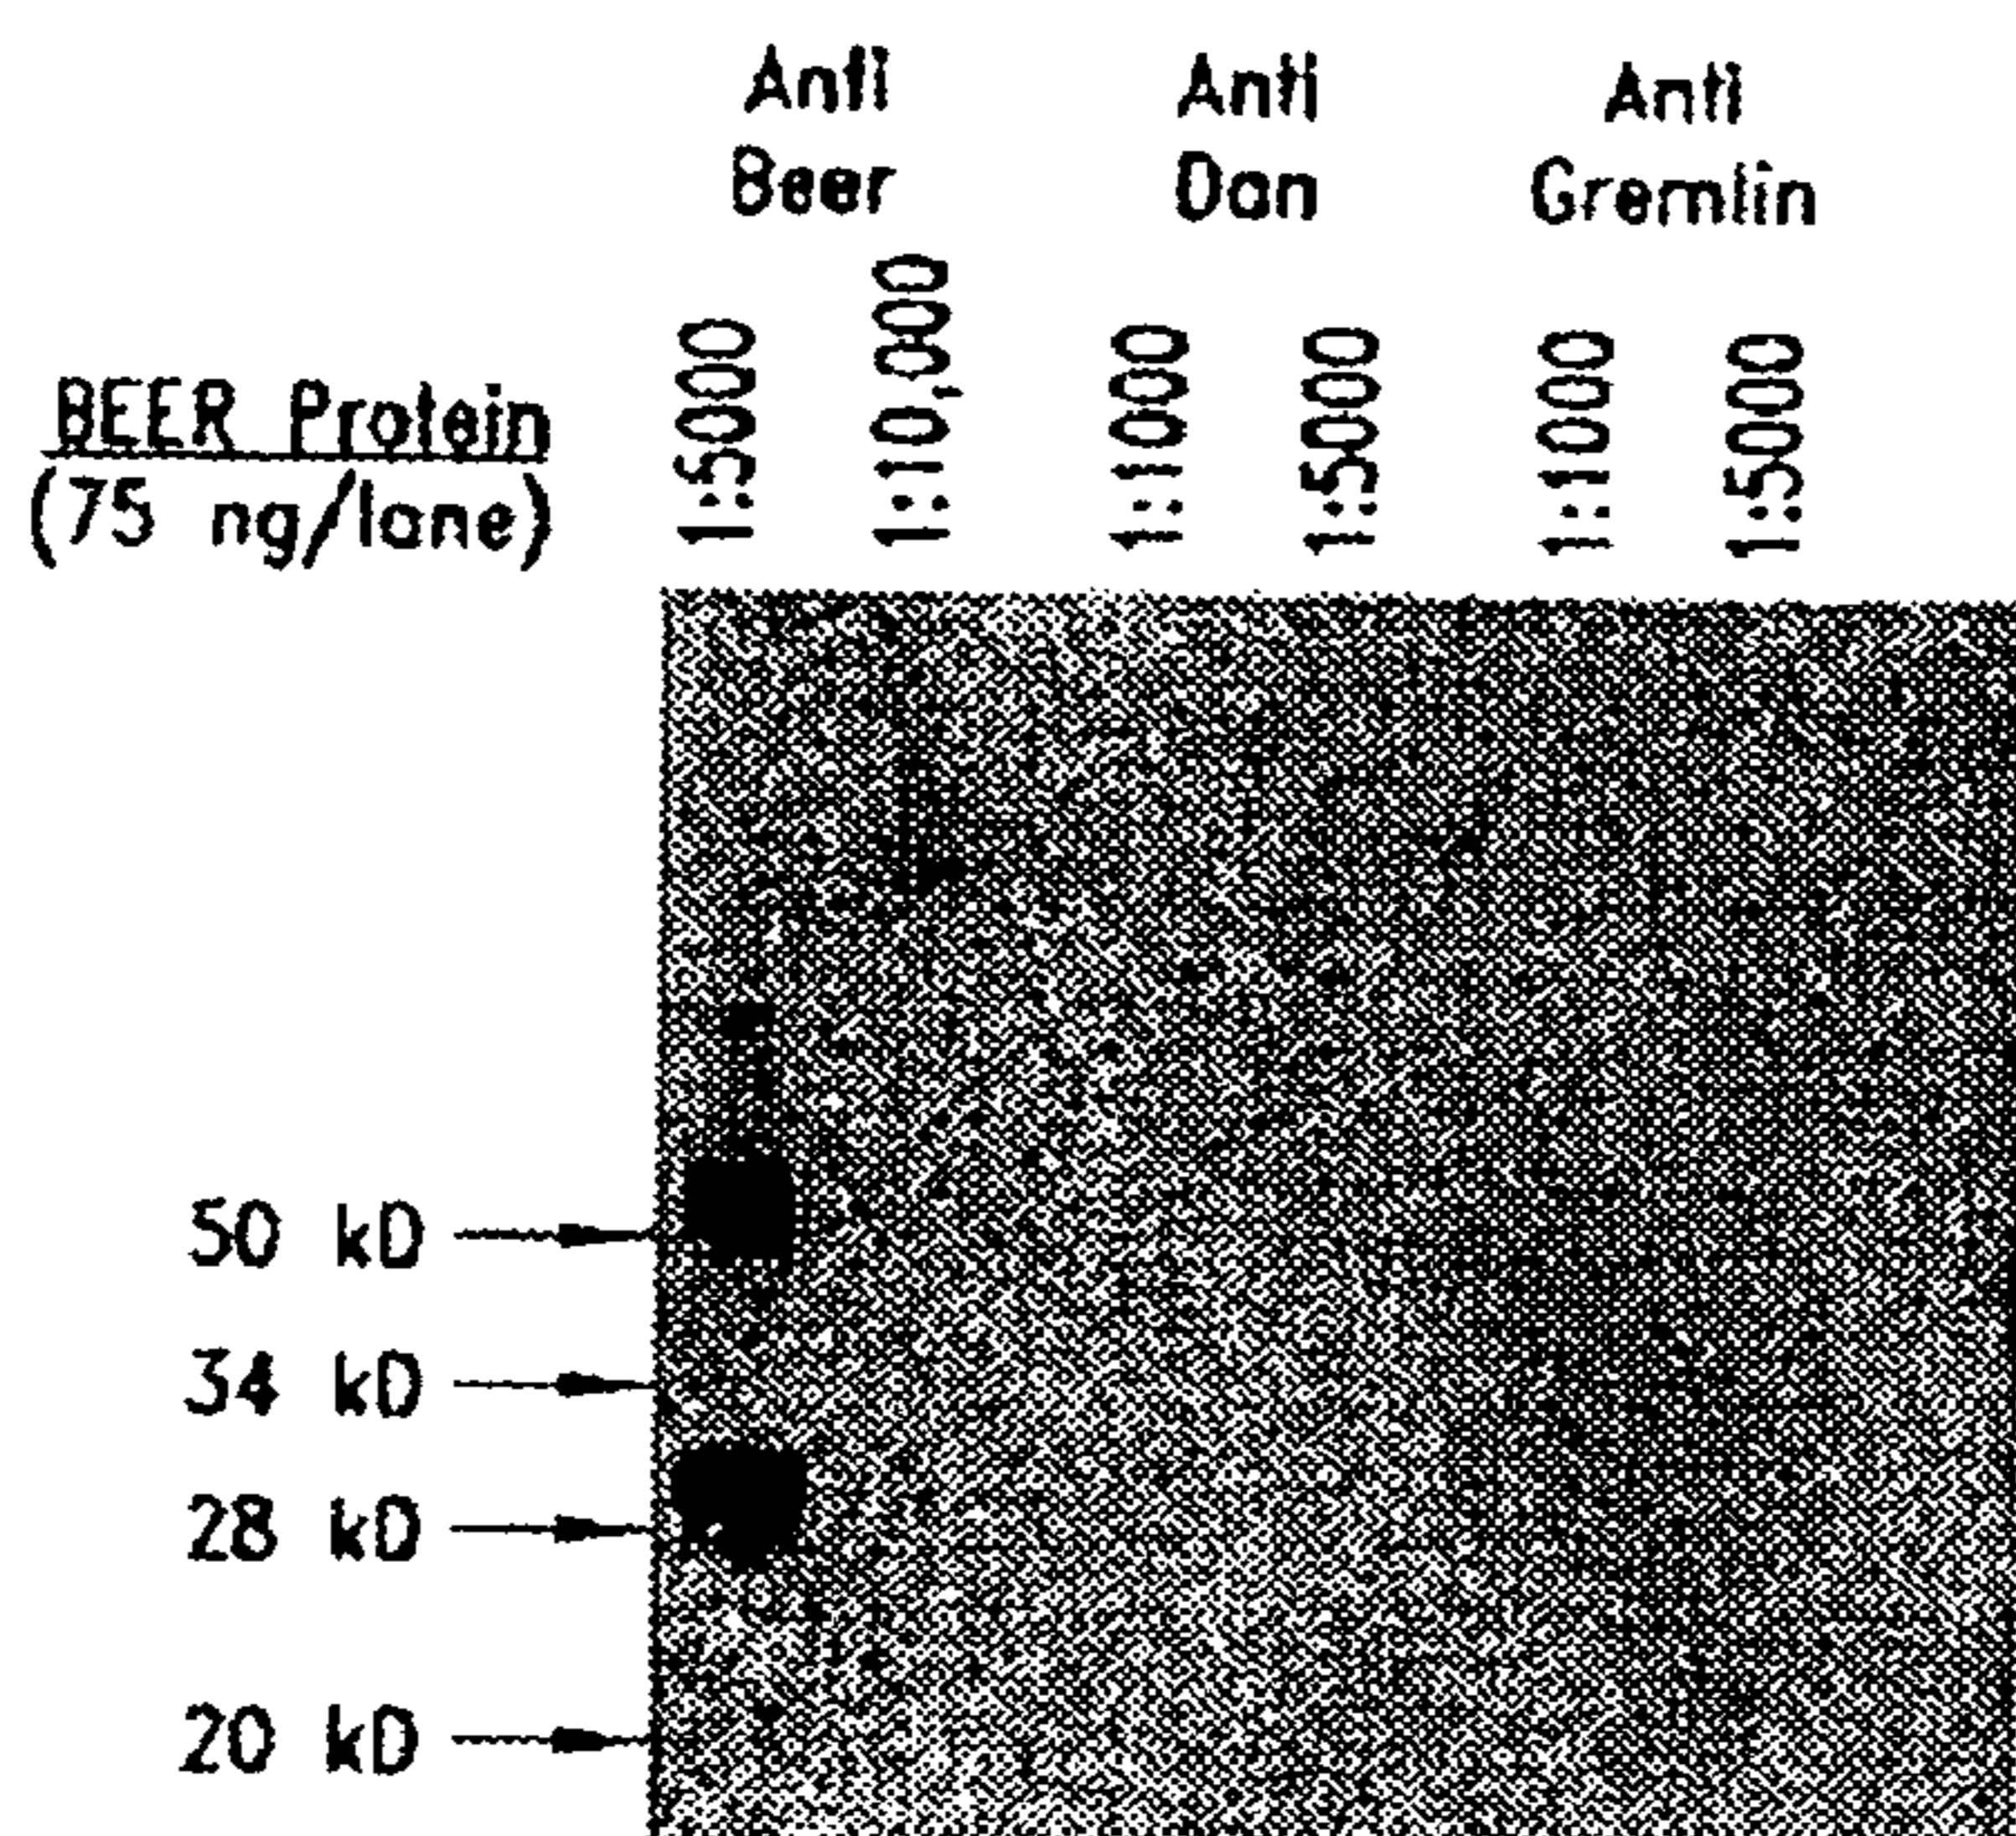 Anti Anti Anti
Beer Dan Gremlin
BEER Protein
(75 ng/lane)
1:5000
1:10,000
1:1000
1:5000
1:1000
1:5000
50 kD
34 kD
28 kD
20 kD